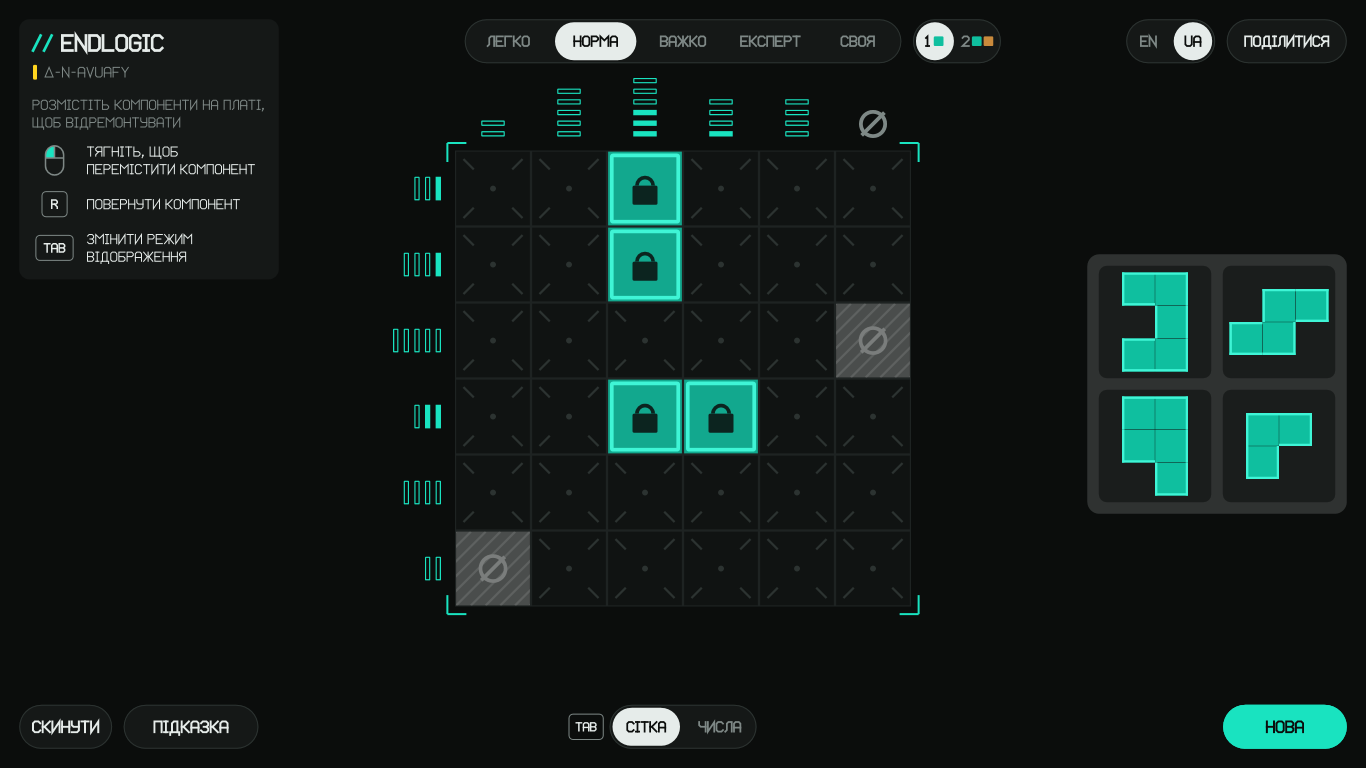 // ENDLOGIC
Δ-N-AVUAFY
РОЗМІСТІТЬ КОМПОНЕНТИ НА ПЛАТІ,
ЩОБ ВІДРЕМОНТУВАТИ
ТЯГНІТЬ, ЩОБ
ПЕРЕМІСТИТИ КОМПОНЕНТ
R
ПОВЕРНУТИ КОМПОНЕНТ
TAB
ЗМІНИТИ РЕЖИМ
ВІДОБРАЖЕННЯ
ЛЕГКО НОРМА ВАЖКО ЕКСПЕРТ СВОЯ
1 2
EN UA ПОДІЛИТИСЯ
СКИНУТИ ПІДКАЗКА
TAB СІТКА ЧИСЛА
НОВА